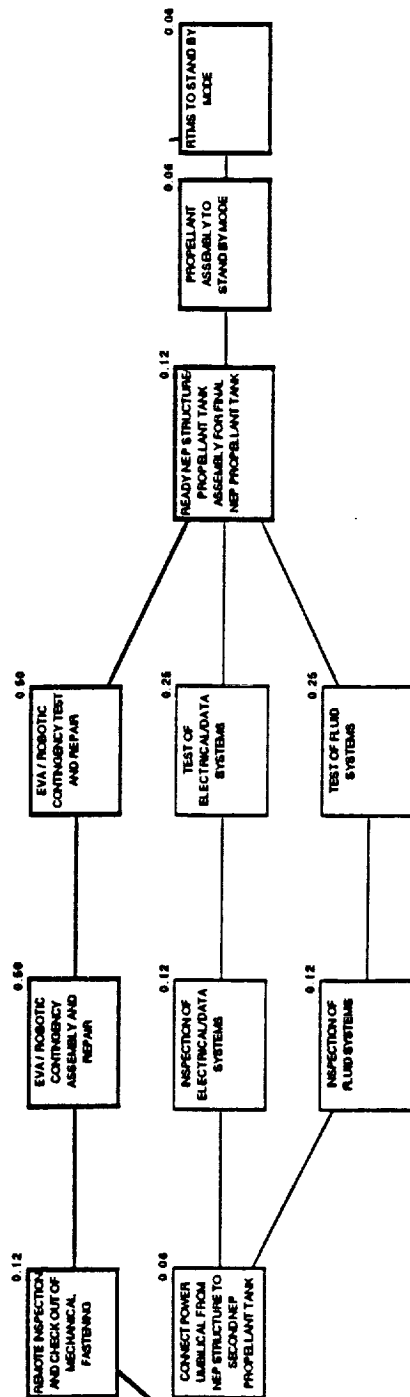 0.12
REMOTE INSPECTION
AND CHECK OUT OF
MECHANICAL
FASTENING
0.50
EVA / ROBOTIC
CONTINGENCY
ASSEMBLY AND
REPAIR
0.50
EVA / ROBOTIC
CONTINGENCY TEST
AND REPAIR
0.06
CONNECT POWER
UMBILICAL FROM
NEP STRUCTURE TO
SECOND NEP
PROPELLANT TANK
0.12
INSPECTION OF
ELECTRICAL/DATA
SYSTEMS
0.25
TEST OF
ELECTRICAL/DATA
SYSTEMS
0.12
READY NEP STRUCTURE/
PROPELLANT TANK
ASSEMBLY FOR FINAL
NEP PROPELLANT TANK
0.06
PROPELLANT
ASSEMBLY TO
STAND BY MODE
0.06
RTMS TO STAND BY
MODE
0.12
INSPECTION OF
FLUID SYSTEMS
0.25
TEST OF FLUID
SYSTEMS